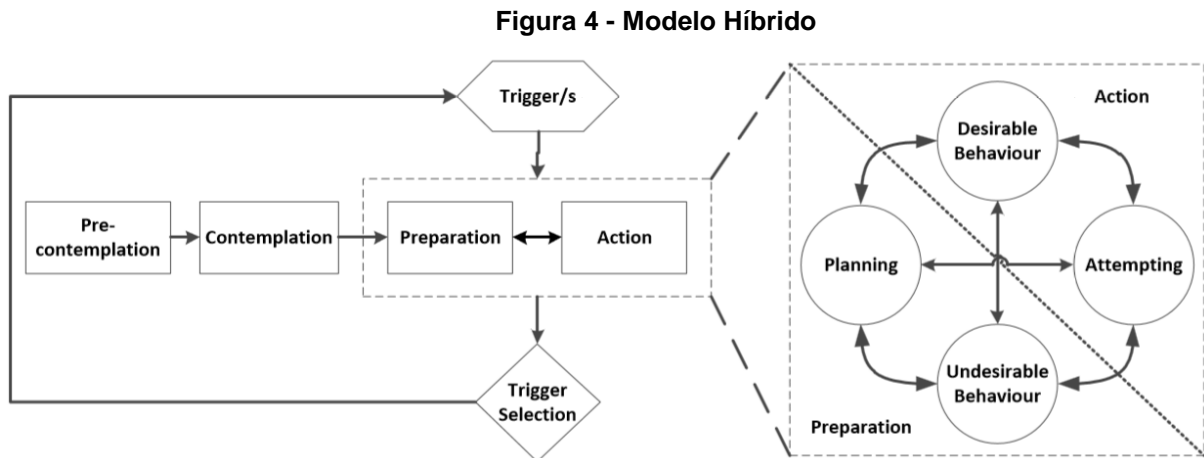 Figura 4 - Modelo Híbrido
Trigger/s
Pre-
contemplation
Contemplation
Preparation
Action
Trigger
Selection
Action
Desirable
Behaviour
Planning
Attempting
Undesirable
Behaviour
Preparation